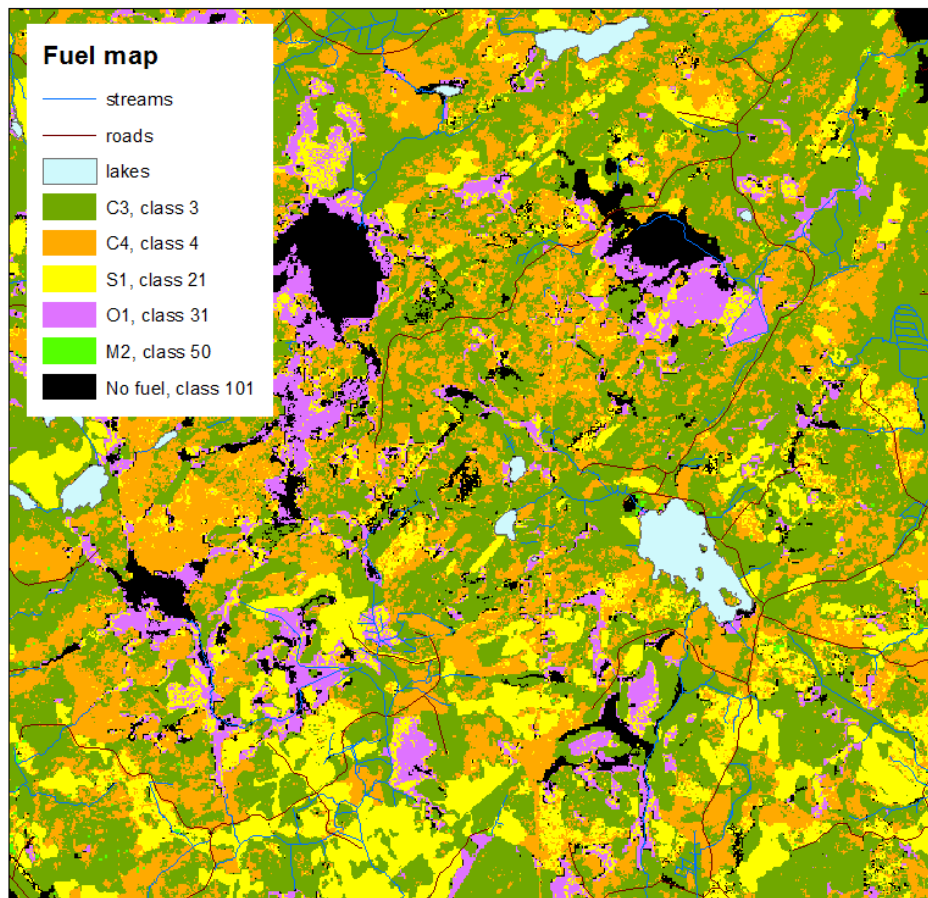 Fuel map
streams
roads
lakes
C3, class 3
C4, class 4
S1, class 21
O1, class 31
M2, class 50
No fuel, class 101